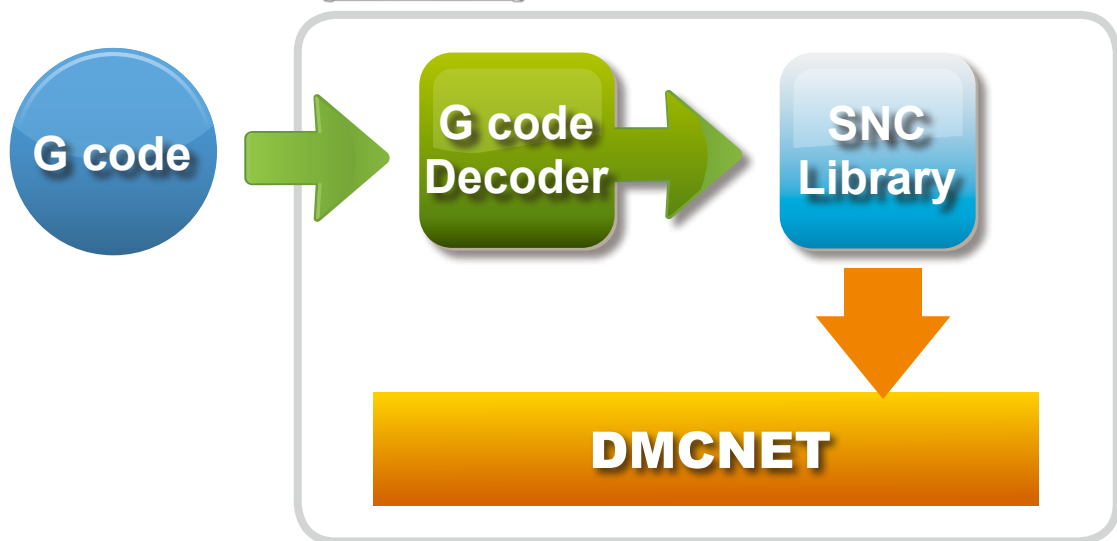 G code
G code
Decoder
SNC
Library
DMCNET